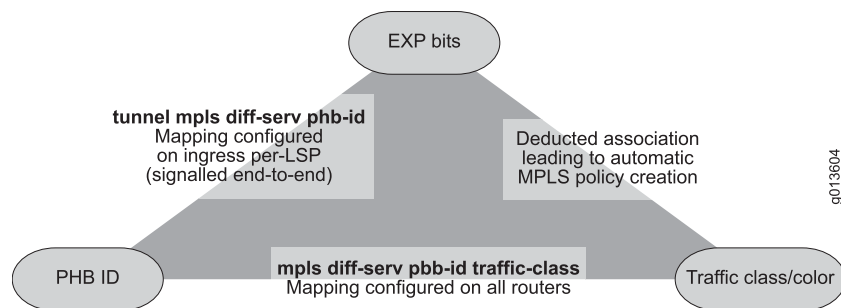 EXP bits
tunnel mpls diff-serv phb-id
Mapping configured
on ingress per-LSP
(signalled end-to-end)
Deducted association
leading to automatic
MPLS policy creation
g013604
PHB ID
mpls diff-serv pbb-id traffic-class
Mapping configured on all routers
Traffic class/color